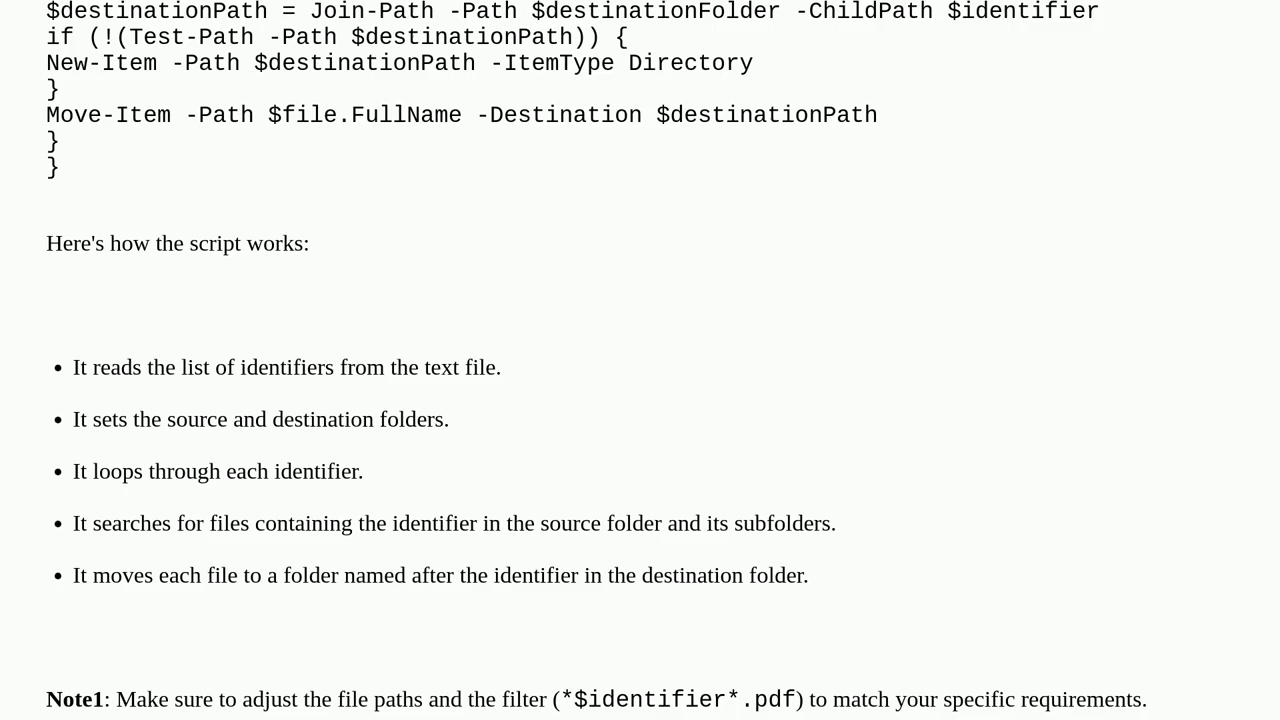 $destinationPath = Join-Path -Path $destinationFolder -ChildPath $identifier
if (!(Test-Path -Path $destinationPath)) {
New-Item -Path $destinationPath -ItemType Directory
}
Move-Item -Path $file.FullName -Destination $destinationPath
}
}
Here's how the script works:
• It reads the list of identifiers from the text file.
• It sets the source and destination folders.
• It loops through each identifier.
• It searches for files containing the identifier in the source folder and its subfolders.
• It moves each file to a folder named after the identifier in the destination folder.
Note1: Make sure to adjust the file paths and the filter (*$identifier*.pdf) to match your specific requirements.